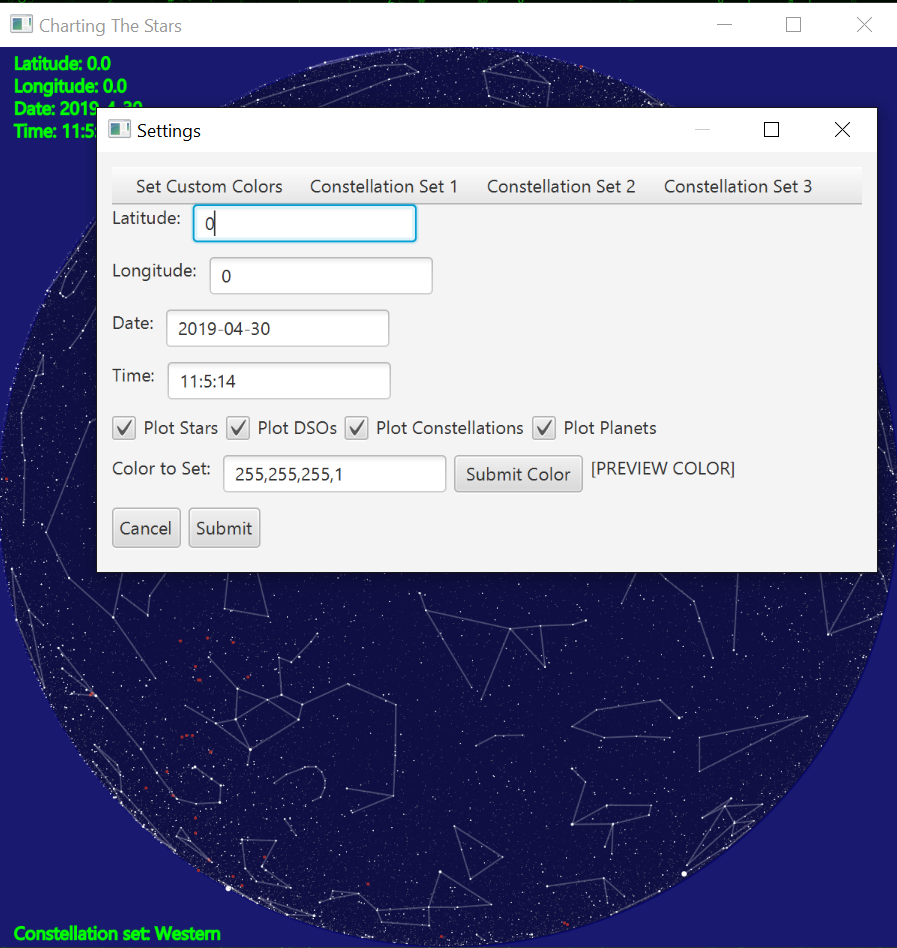 Charting The Stars
Latitude: 0.0
Longitude: 0.0
Date: 2019-4-30
Time: 11:5:
Settings
Set Custom Colors Constellation Set 1 Constellation Set 2 Constellation Set 3
Latitude: 0
Longitude: 0
Date: 2019-04-30
Time: 11:5:14
Plot Stars Plot DSOs Plot Constellations Plot Planets
Color to Set: 255,255,255,1 Submit Color [PREVIEW COLOR]
Cancel Submit
Constellation set: Western